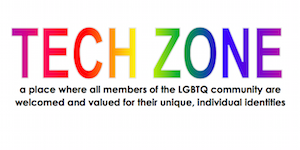 TECH ZONE
a place where all members of the LGBTQ community are
welcomed and valued for their unique, individual identities